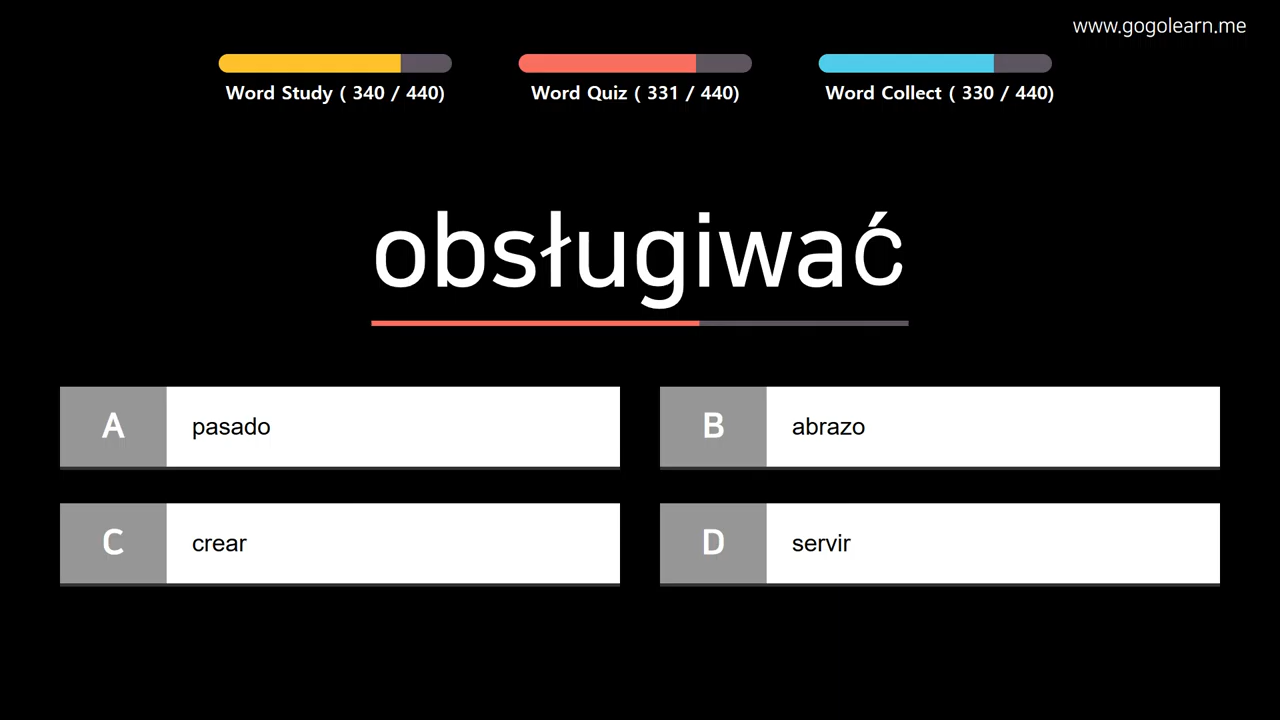 www.gogolearn.me
Word Study ( 340 / 440)
Word Quiz ( 331 / 440)
Word Collect ( 330 / 440)
obsługiwać
A pasado
B abrazo
C crear
D servir